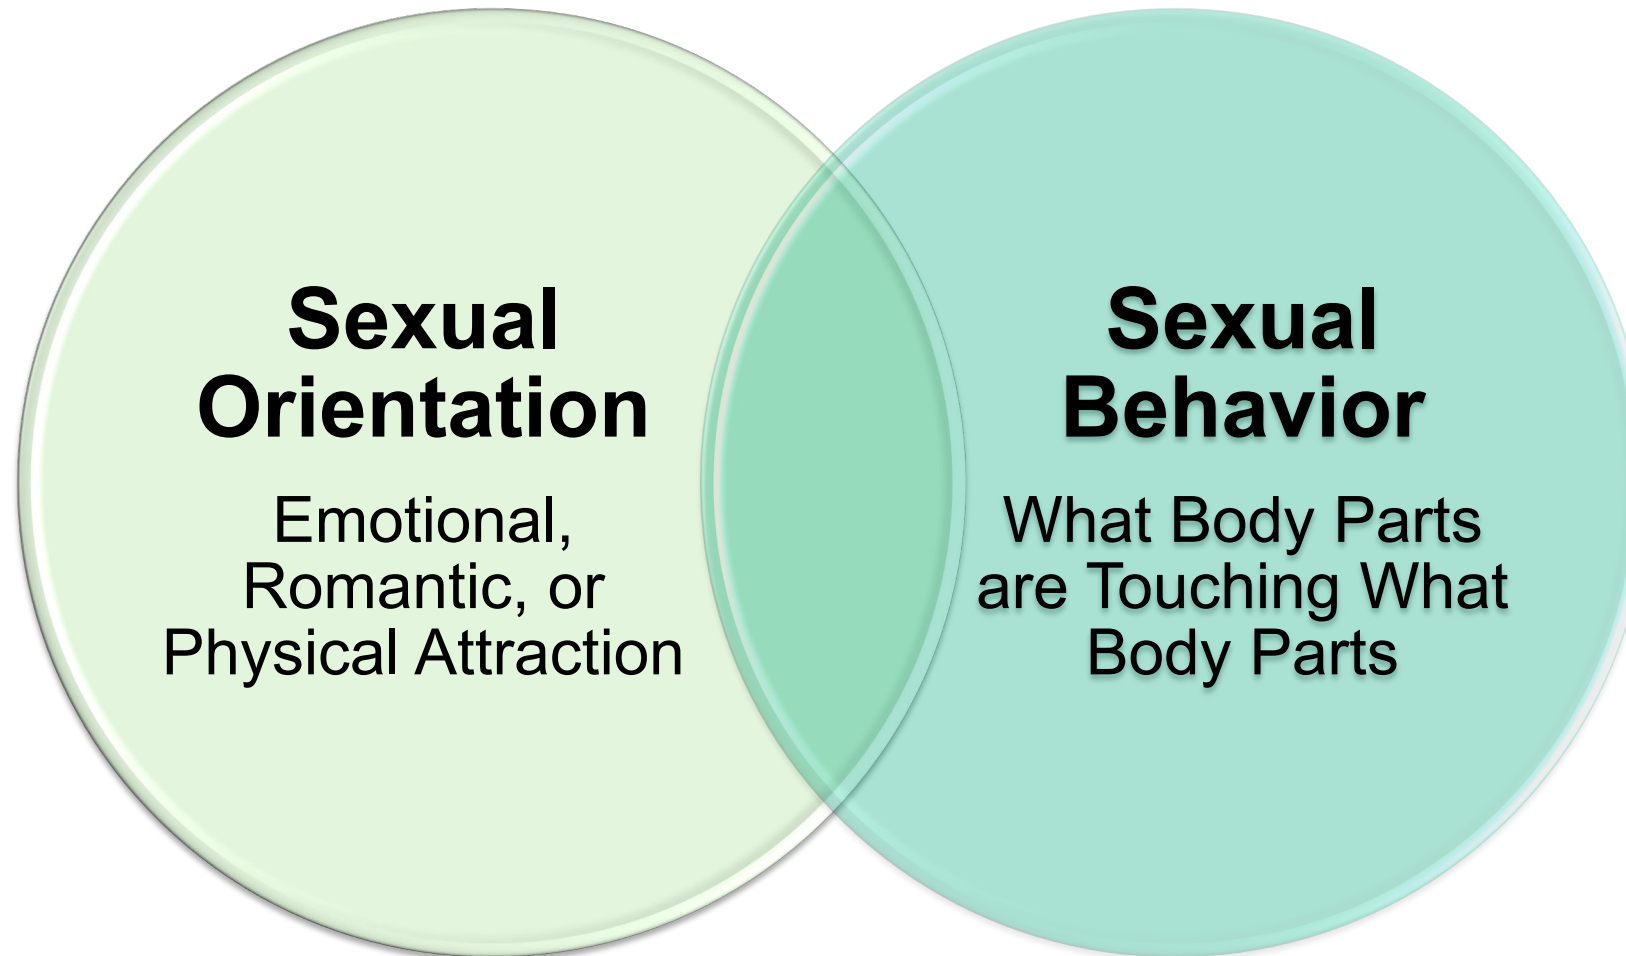 Sexual
Orientation
Emotional,
Romantic, or
Physical Attraction
Sexual
Behavior
What Body Parts
are Touching What
Body Parts